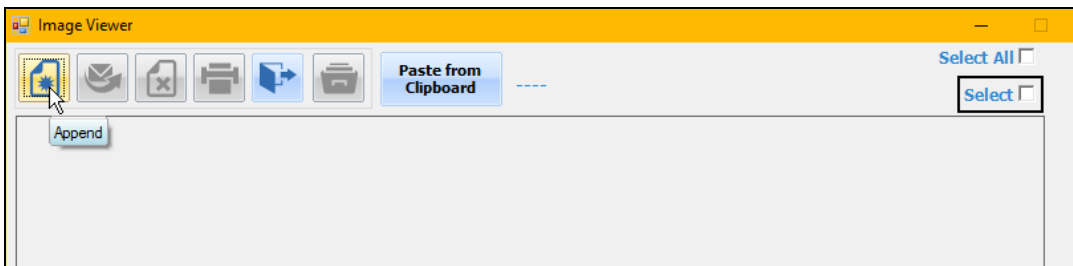 Image Viewer
Select All
Paste from
Clipboard
----
Select
Append